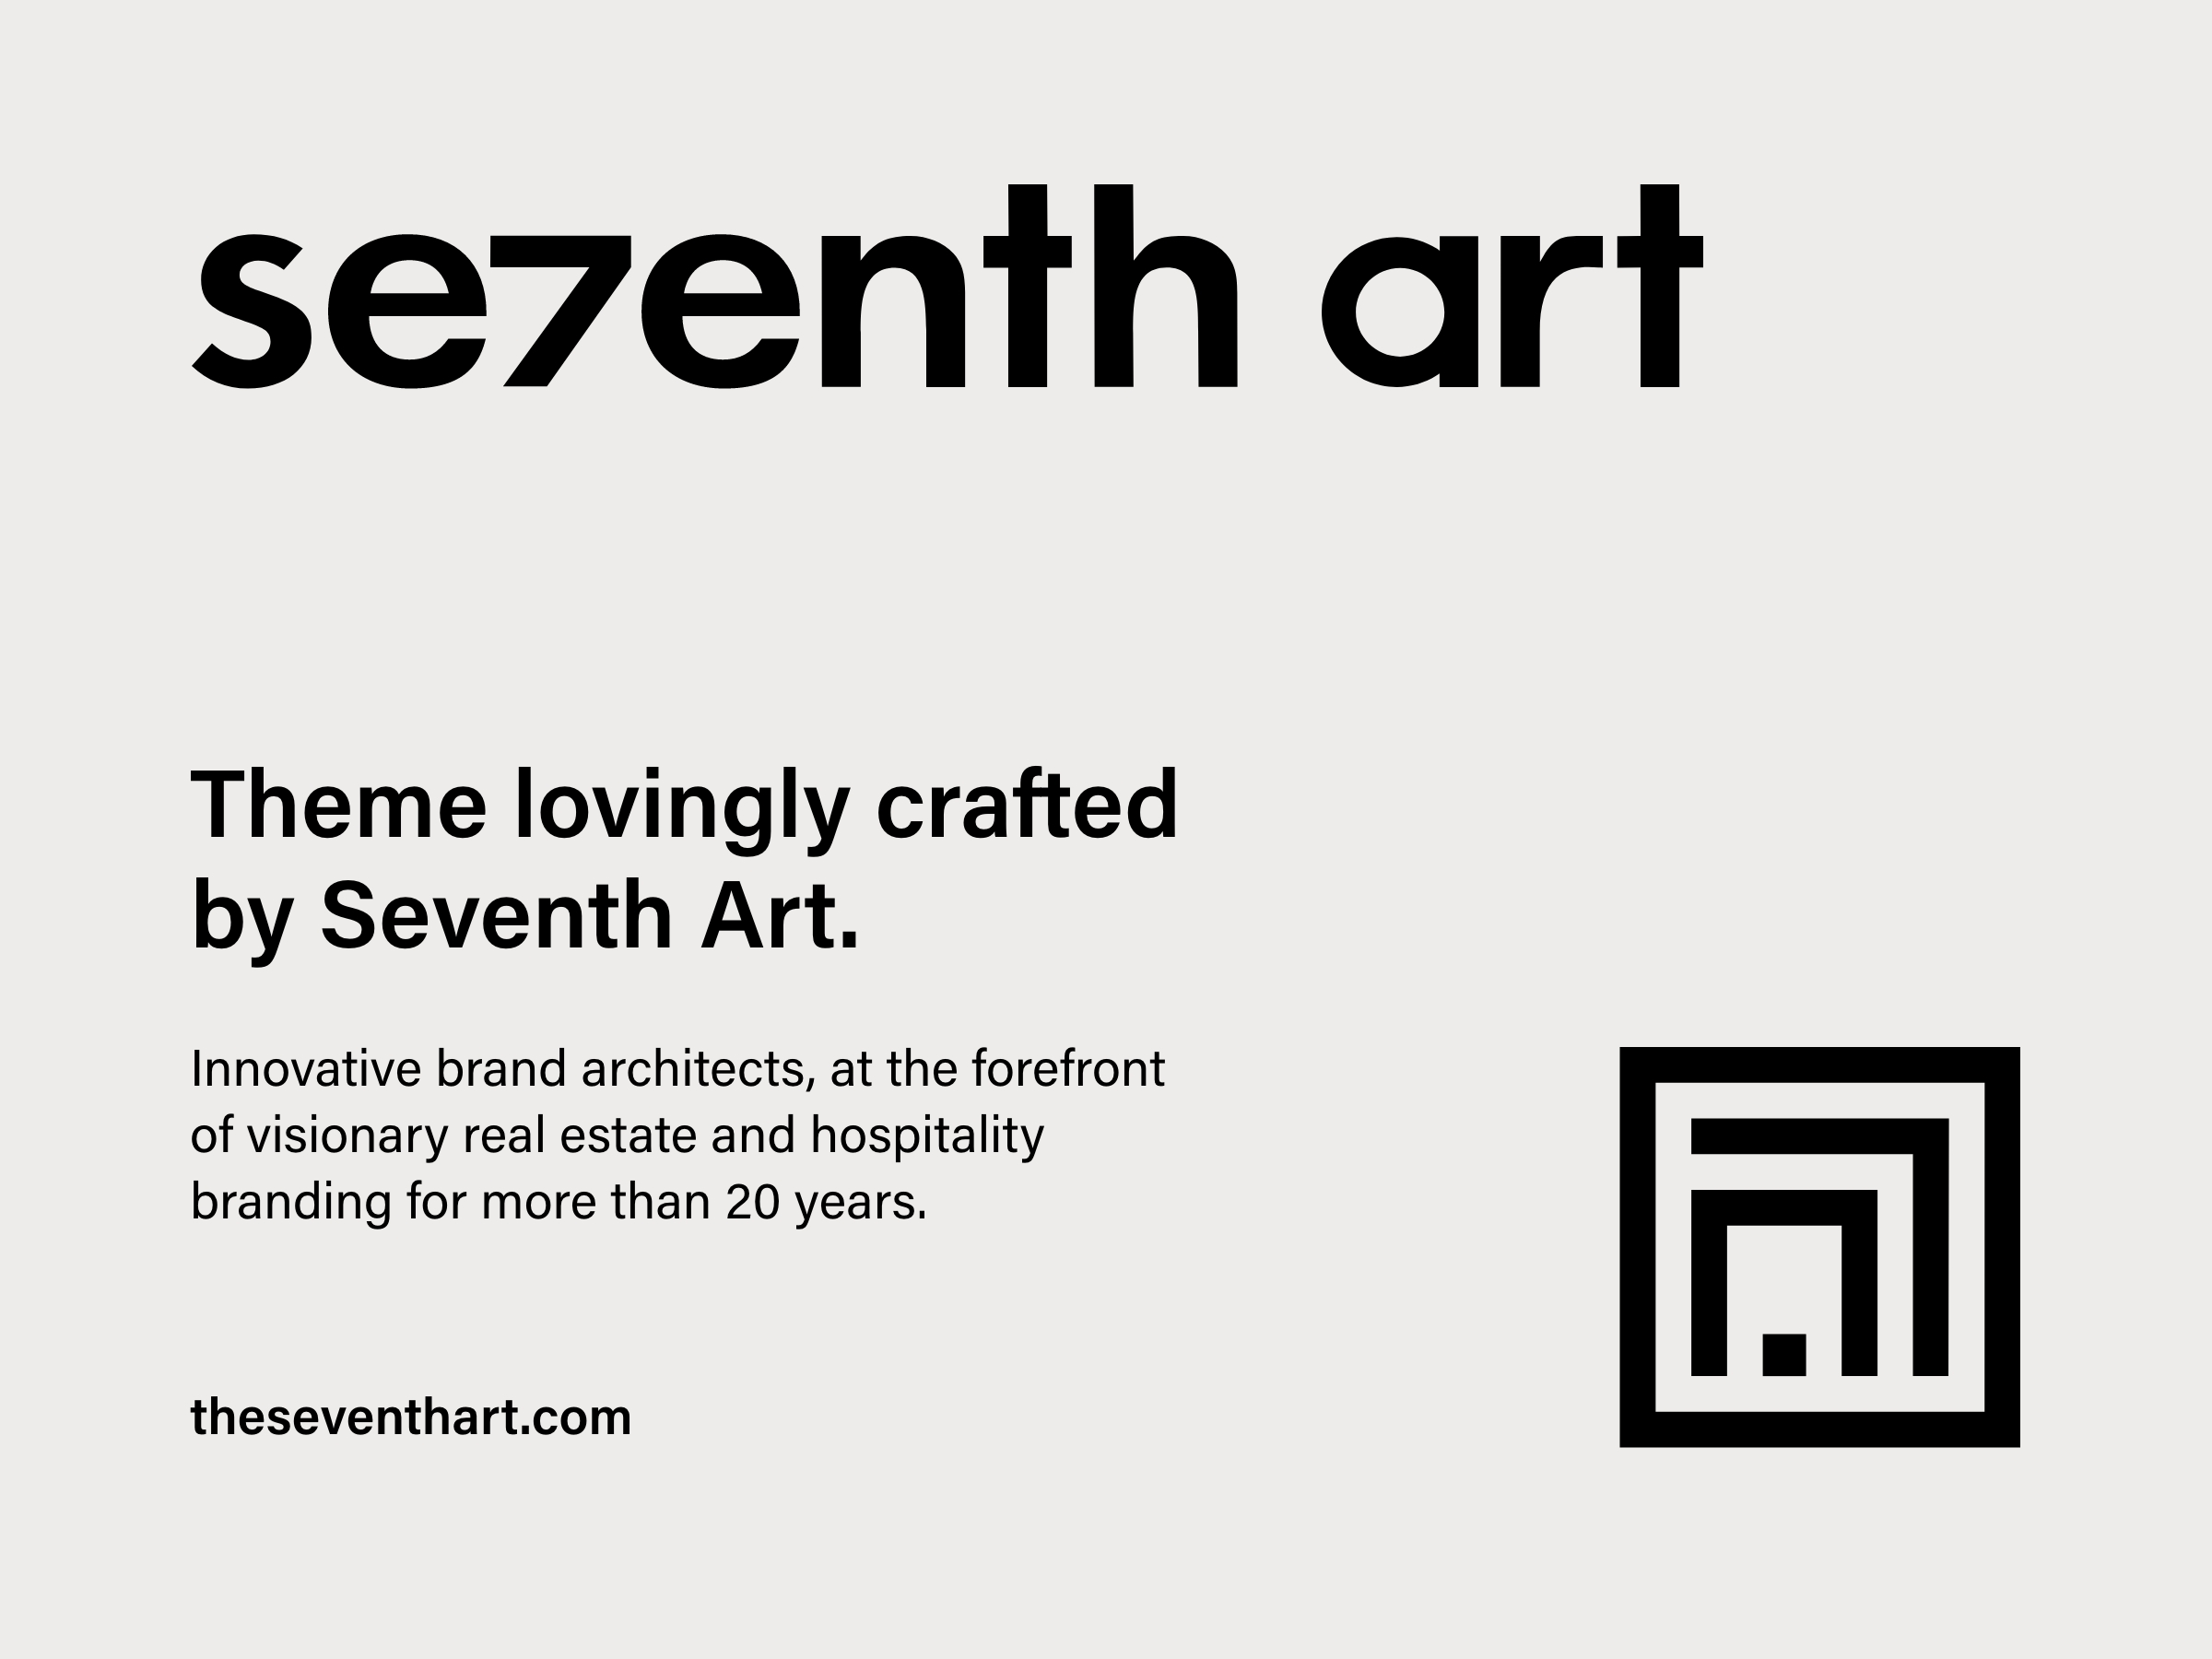 se7enth art
Theme lovingly crafted
by Seventh Art.
Innovative brand architects, at the forefront
of visionary real estate and hospitality
branding for more than 20 years.
theseventhart.com